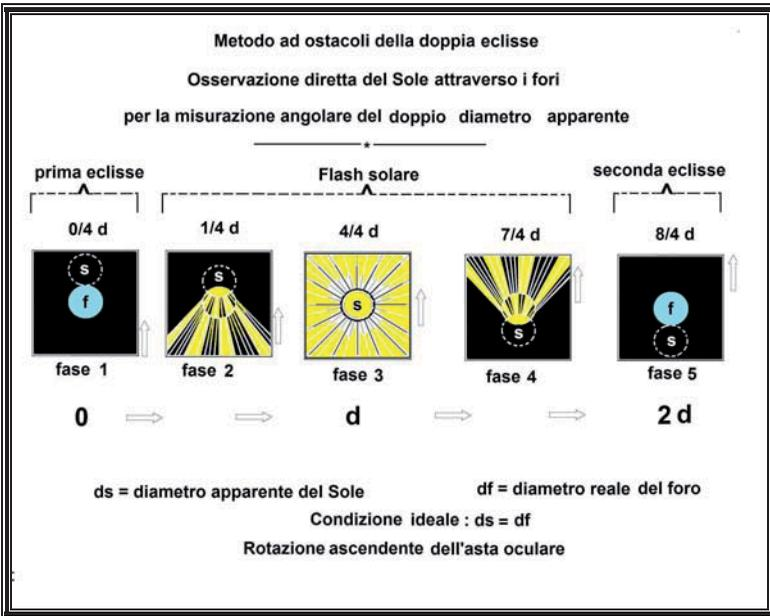 Metodo ad ostacoli della doppia eclisse
Osservazione diretta del Sole attraverso i fori
per la misurazione angolare del doppio diametro apparente
*
prima eclisse Flash solare seconda eclisse
0/4 d 1/4 d 4/4 d 7/4 d 8/4 d
s s s f
f s s
fase 1 fase 2 fase 3 fase 4 fase 5
0 d 2 d
ds = diametro apparente del Sole df = diametro reale del foro
Condizione ideale : ds = df
Rotazione ascendente dell'asta oculare
: